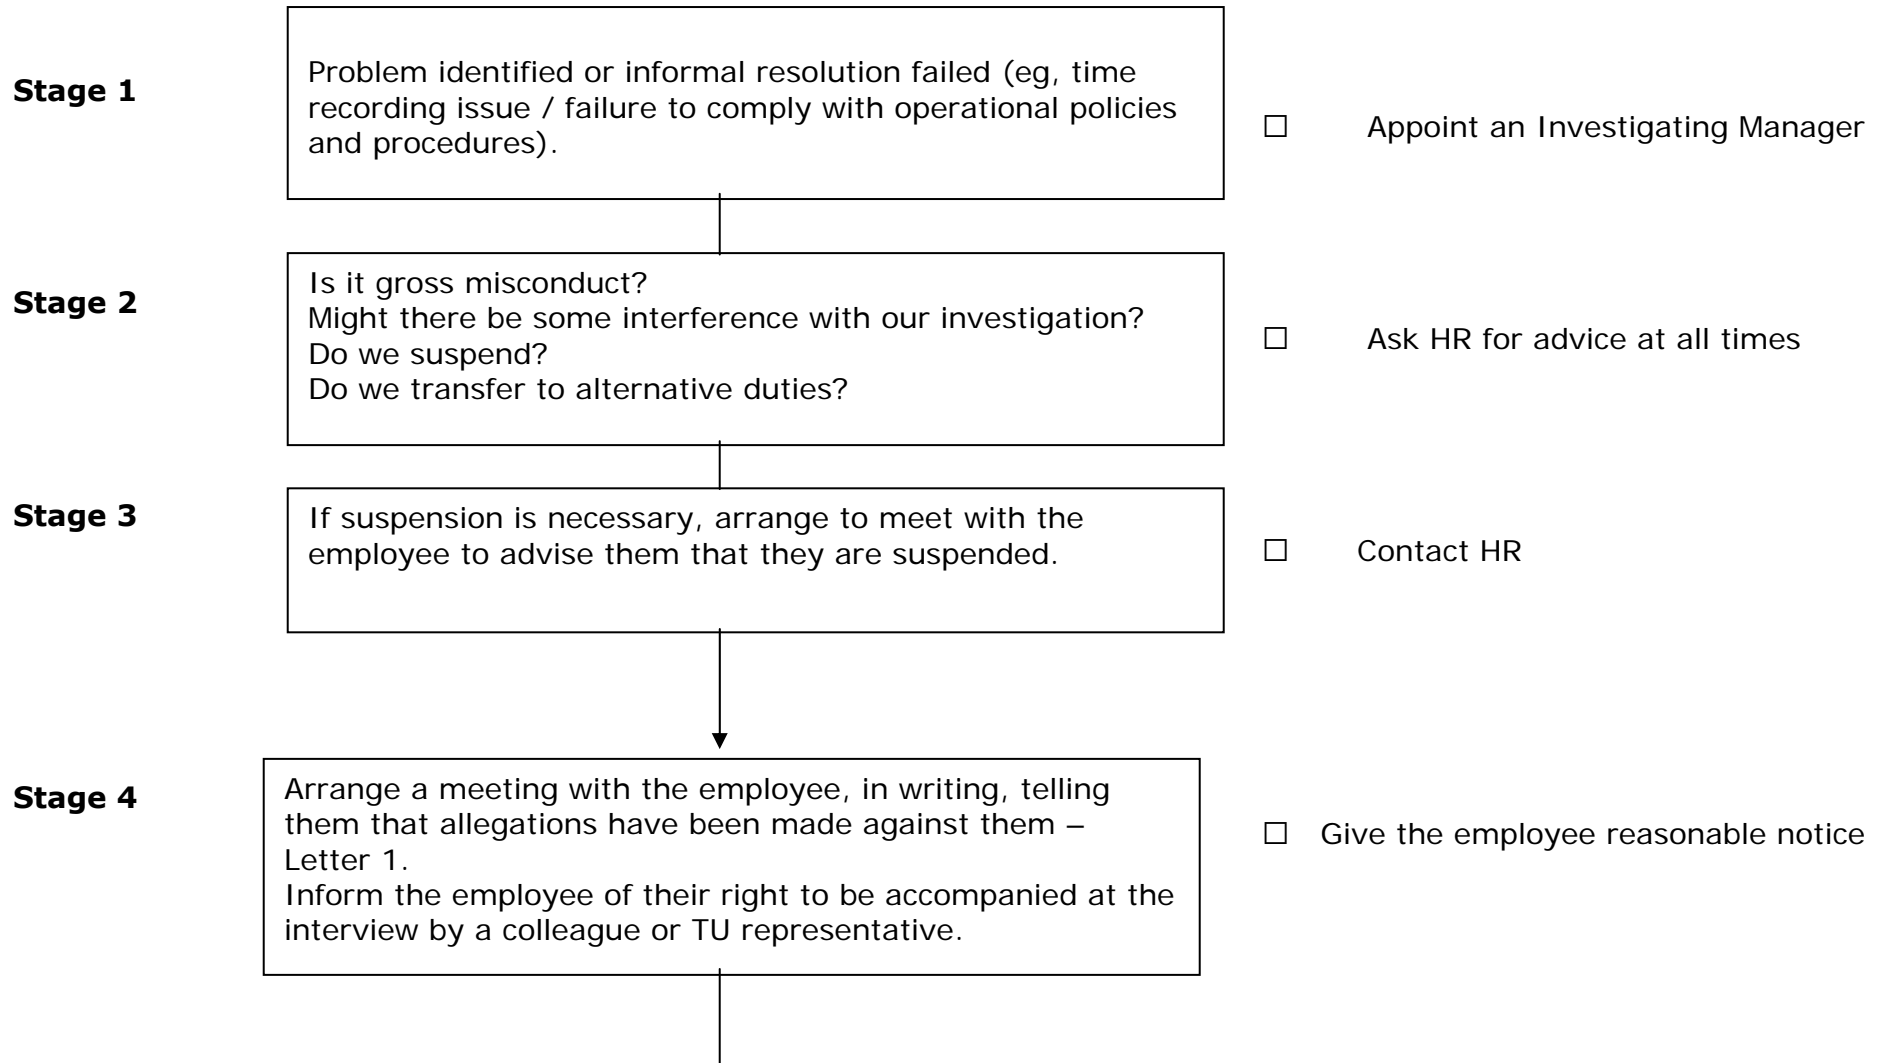 Stage 1
Problem identified or informal resolution failed (eg, time
recording issue / failure to comply with operational policies
and procedures).
☐ Appoint an Investigating Manager
Stage 2
Is it gross misconduct?
Might there be some interference with our investigation?
Do we suspend?
Do we transfer to alternative duties?
☐ Ask HR for advice at all times
Stage 3
If suspension is necessary, arrange to meet with the
employee to advise them that they are suspended.
☐ Contact HR
Stage 4
Arrange a meeting with the employee, in writing, telling
them that allegations have been made against them –
Letter 1.
Inform the employee of their right to be accompanied at the
interview by a colleague or TU representative.
☐ Give the employee reasonable notice